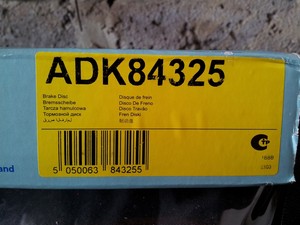 ADK84325
Brake Disc
Disque de frein
Bremsscheibe
Disco De Freno
Tarcza hamulcowa
Disco Travão
Тормозной диск
Fren Diski
5 050063 843255
and